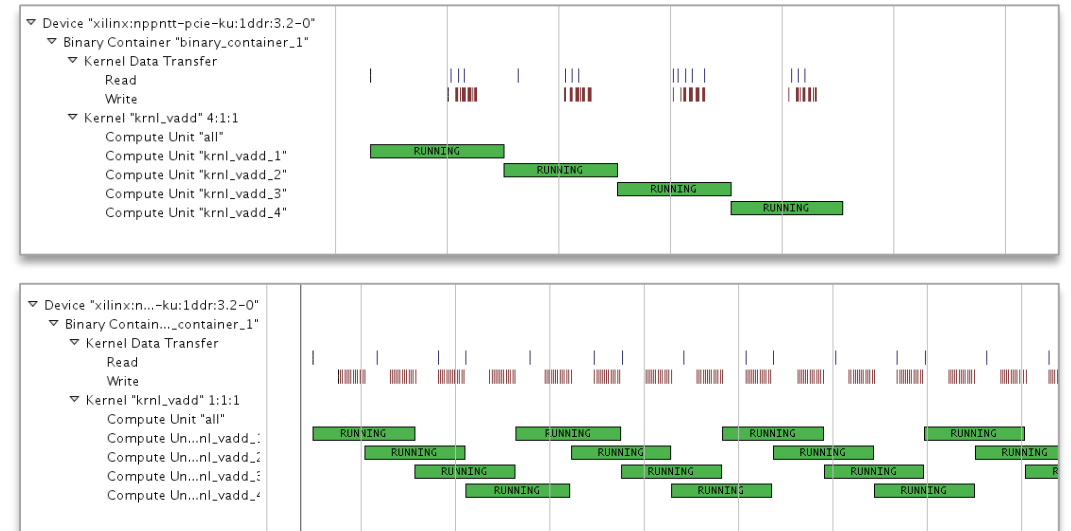 Device "xilinx:nppntt-pcie-ku:1ddr:3.2-0"
Binary Container "binary_container_1"
Kernel Data Transfer
Read
Write
Kernel "krnl_vadd" 4:1:1
Compute Unit "all"
Compute Unit "krnl_vadd_1" RUNNING
Compute Unit "krnl_vadd_2" RUNNING
Compute Unit "krnl_vadd_3" RUNNING
Compute Unit "krnl_vadd_4" RUNNING
Device "xilinx:n...-ku:1ddr:3.2-0"
Binary Contain..._container_1"
Kernel Data Transfer
Read
Write
Kernel "krnl_vadd" 1:1:1
Compute Unit "all"
Compute Un...nl_vadd_1 RUNNING RUNNING RUNNING RUNNING
Compute Un...nl_vadd_2 RUNNING RUNNING RUNNING RUNNING
Compute Un...nl_vadd_3 RUNNING RUNNING RUNNING R
Compute Un...nl_vadd_4 RUNNING RUNNING RUNNING